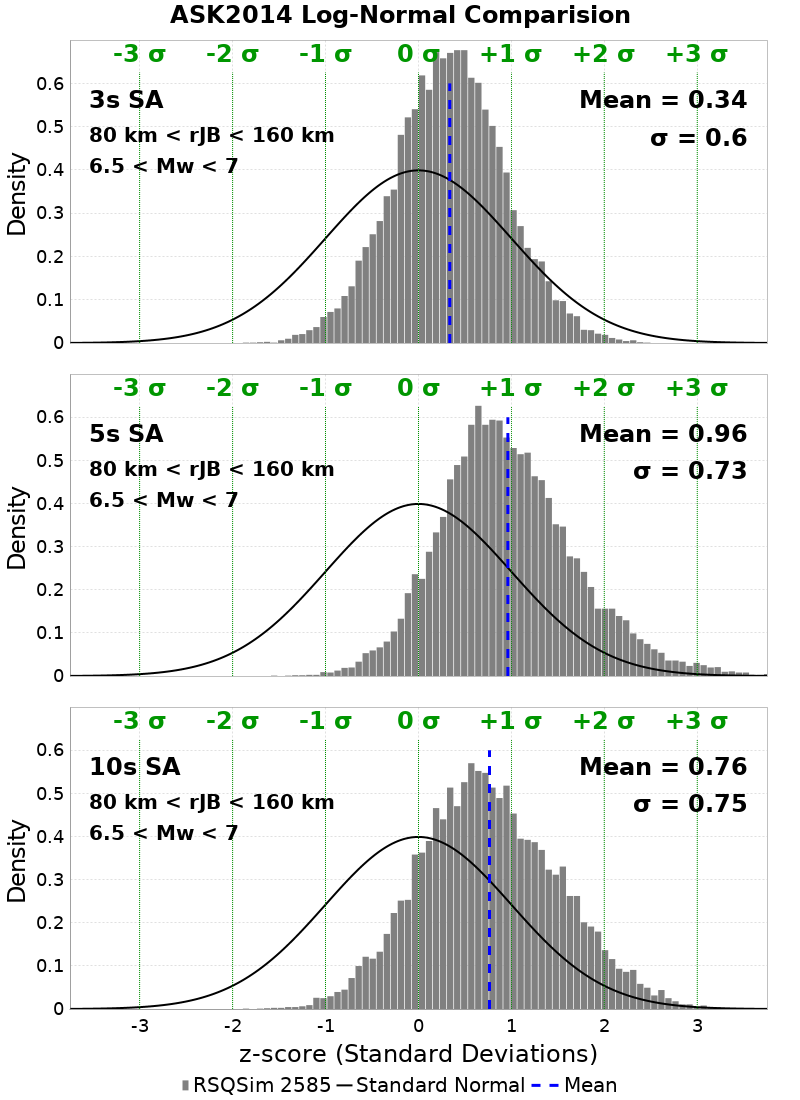 ASK2014 Log-Normal Comparision
-3 σ -2 σ -1 σ 0 σ +1 σ +2 σ +3 σ
3s SA
80 km < rJB < 160 km
6.5 < Mw < 7
Mean = 0.34
σ = 0.6
Density
0.6
0.5
0.4
0.3
0.2
0.1
0
-3 σ -2 σ -1 σ 0 σ +1 σ +2 σ +3 σ
5s SA
80 km < rJB < 160 km
6.5 < Mw < 7
Mean = 0.96
σ = 0.73
Density
0.6
0.5
0.4
0.3
0.2
0.1
0
-3 σ -2 σ -1 σ 0 σ +1 σ +2 σ +3 σ
10s SA
80 km < rJB < 160 km
6.5 < Mw < 7
Mean = 0.76
σ = 0.75
Density
0.6
0.5
0.4
0.3
0.2
0.1
0
-3 -2 -1 0 1 2 3
z-score (Standard Deviations)
RSQSim 2585 Standard Normal Mean